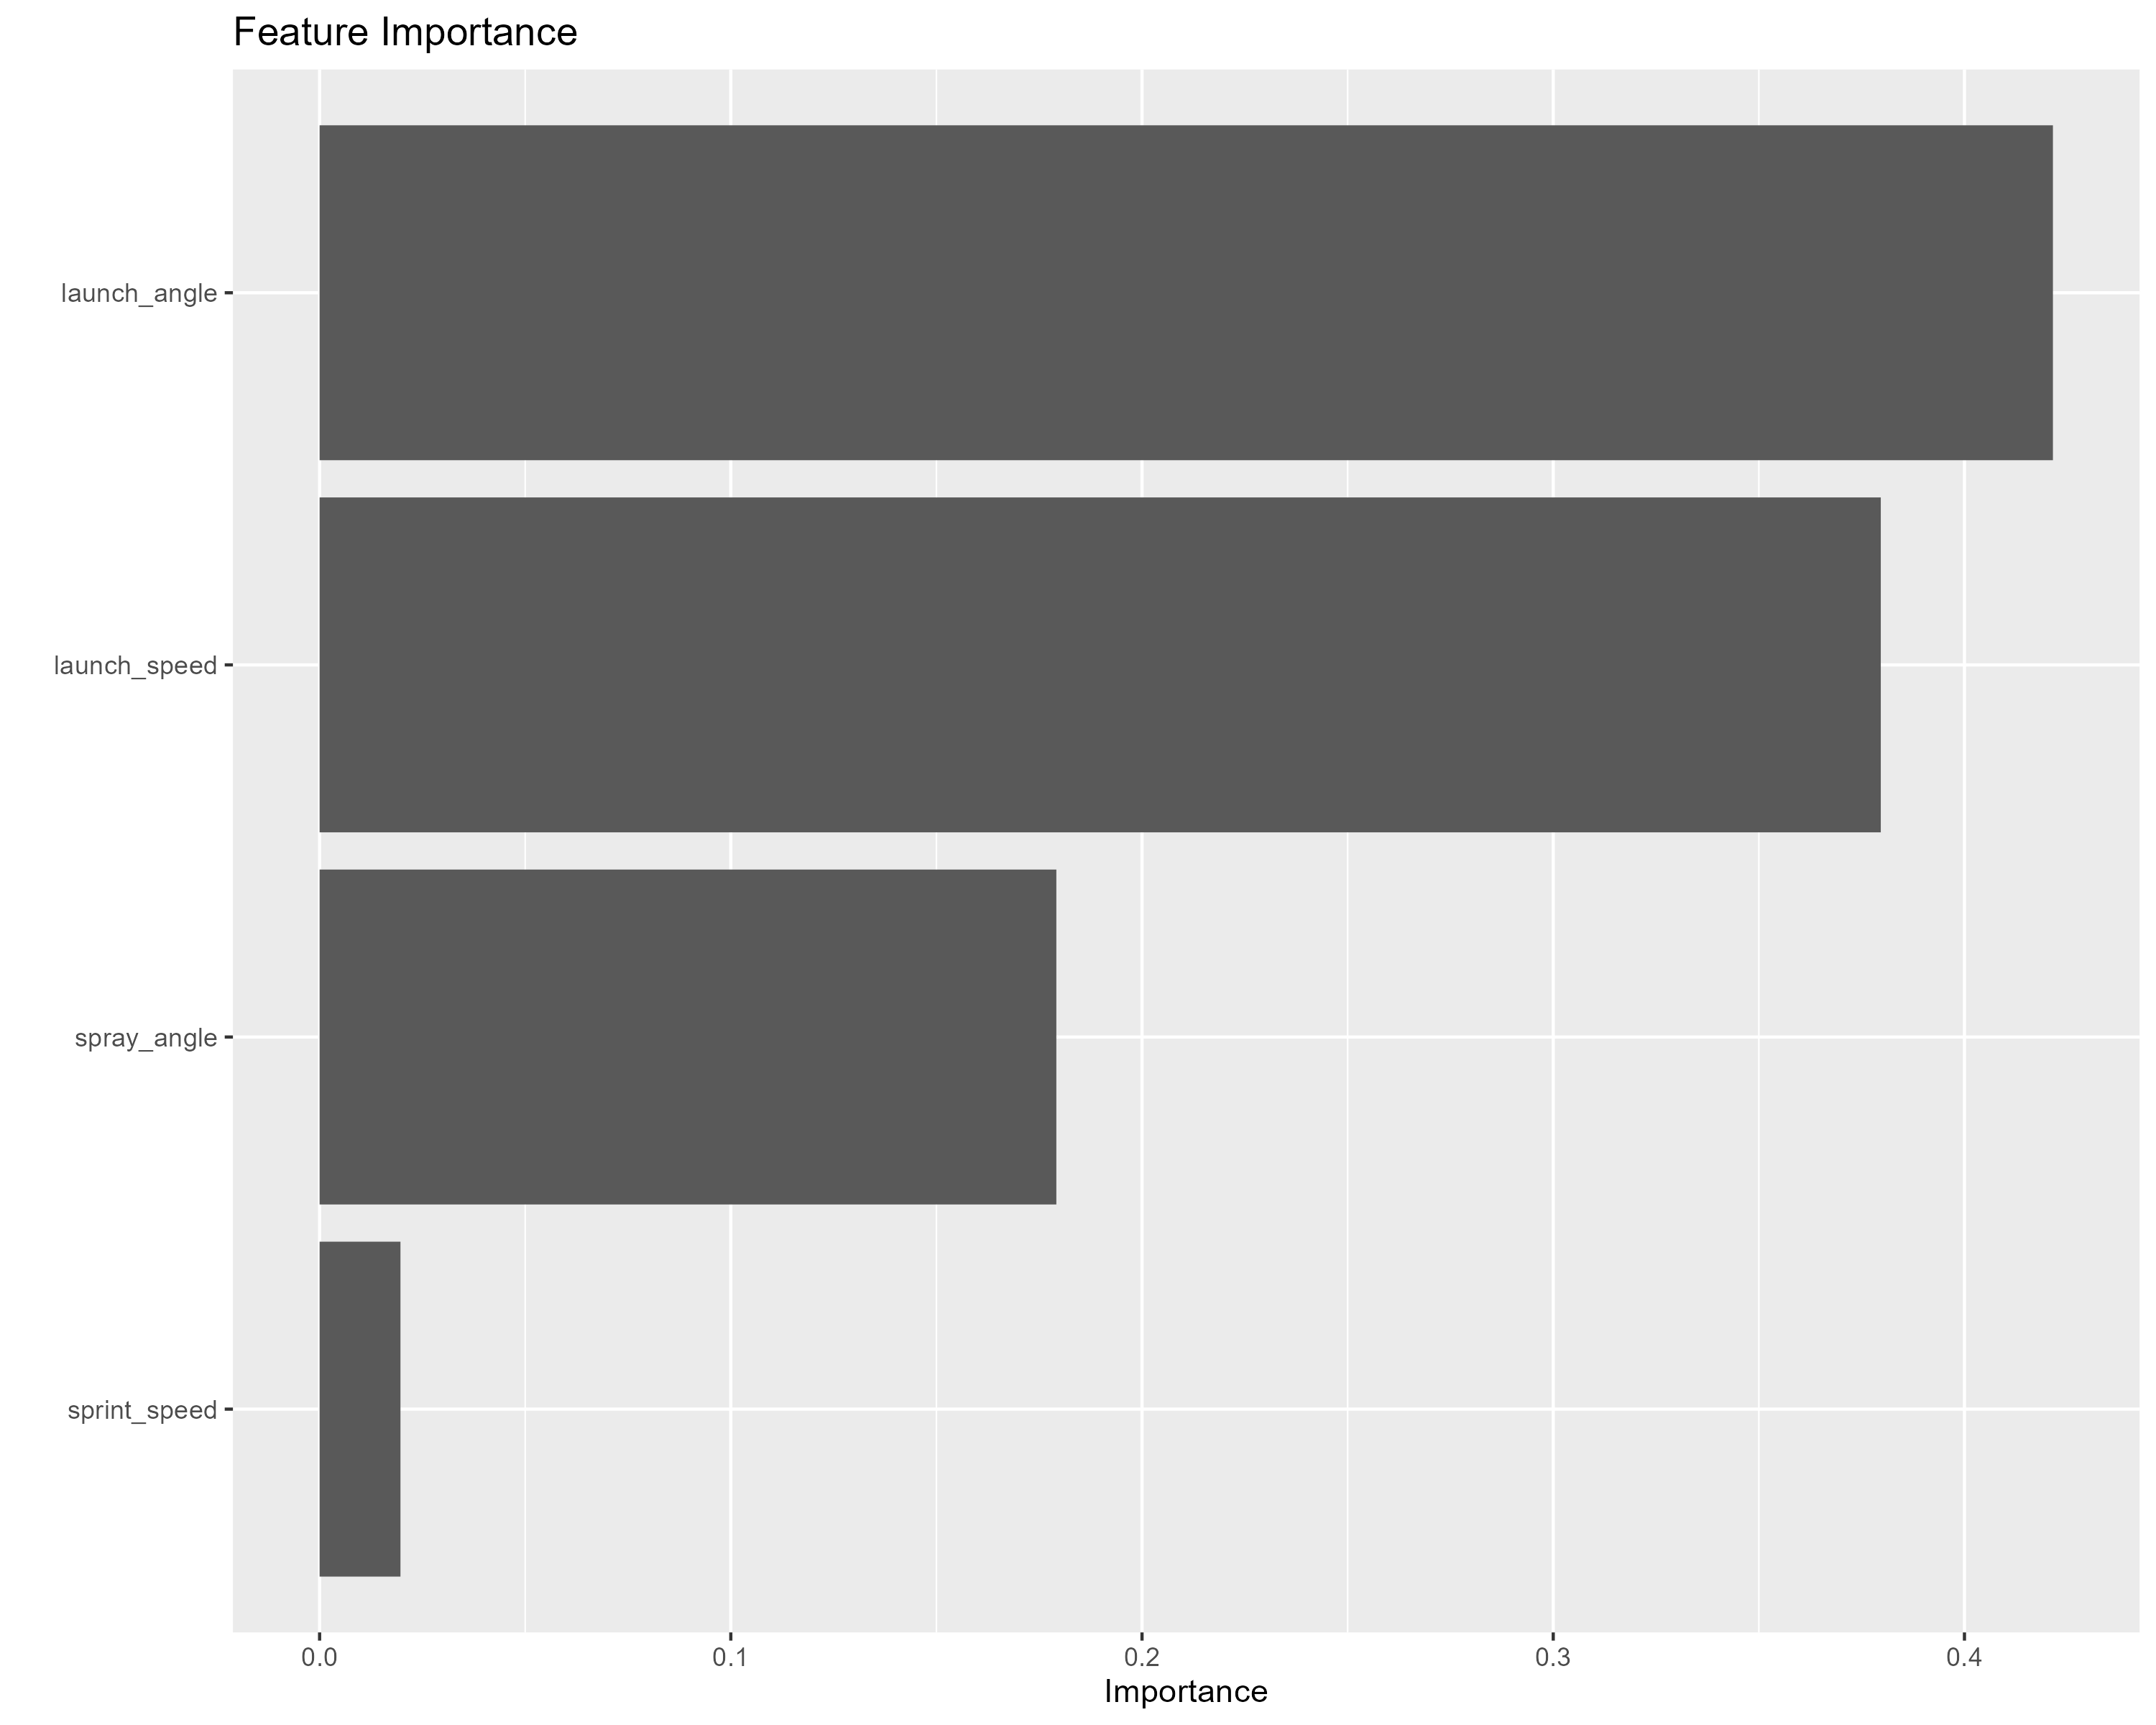 Feature Importance
launch_angle
launch_speed
spray_angle
sprint_speed
0.0 0.1 0.2 0.3 0.4
Importance